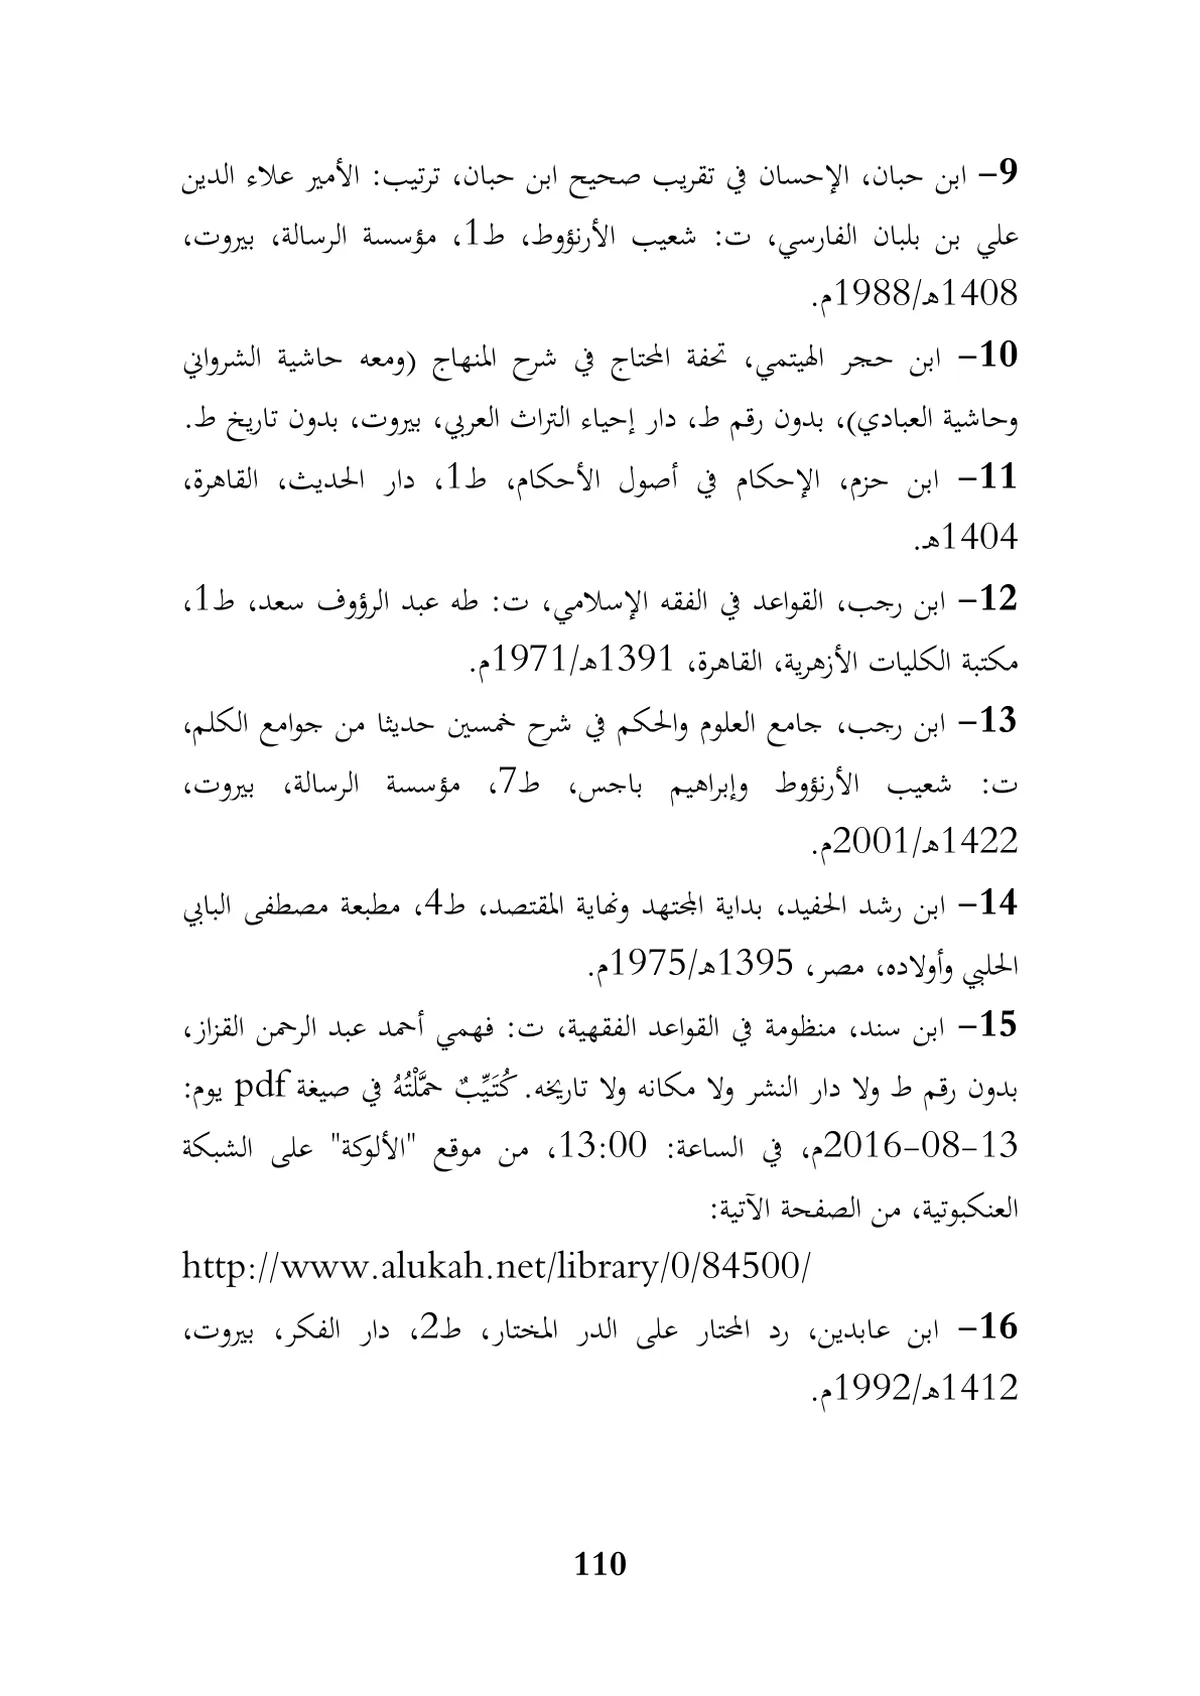 9- ابن حبان، الإحسان في تقريب صحيح ابن حبان، ترتيب: الأمير علاء الدين
علي بن بلبان الفارسي، ت: شعيب الأرنؤوط، ط1، مؤسسة الرسالة، بيروت،
1408هـ/1988م.
10- ابن حجر الهيتمي، تحفة المحتاج في شرح المنهاج (ومعه حاشية الشرواني
وحاشية العبادي)، بدون رقم ط، دار إحياء التراث العربي، بيروت، بدون تاريخ ط.
11- ابن حزم، الإحكام في أصول الأحكام، ط1، دار الحديث، القاهرة،
1404هـ.
12- ابن رجب، القواعد في الفقه الإسلامي، ت: طه عبد الرؤوف سعد، ط1،
مكتبة الكليات الأزهرية، القاهرة، 1391هـ/1971م.
13- ابن رجب، جامع العلوم والحكم في شرح خمسين حديثا من جوامع الكلم،
ت: شعيب الأرنؤوط وإبراهيم باجس، ط7، مؤسسة الرسالة، بيروت،
1422هـ/2001م.
14- ابن رشد الحفيد، بداية المجتهد ونهاية المقتصد، ط4، مطبعة مصطفى البابي
الحلبي وأولاده، مصر، 1395هـ/1975م.
15- ابن سند، منظومة في القواعد الفقهية، ت: فهمي أحمد عبد الرحمن القزاز،
بدون رقم ط ولا دار النشر ولا مكانه ولا تاريخه. كُتَيِّبٌ حَمَّلْتُهُ في صيغة pdf يوم:
13-08-2016م، في الساعة: 13:00، من موقع "الألوكة" على الشبكة
العنكبوتية، من الصفحة الآتية:
http://www.alukah.net/library/0/84500/
16- ابن عابدين، رد المحتار على الدر المختار، ط2، دار الفكر، بيروت،
1412هـ/1992م.
110